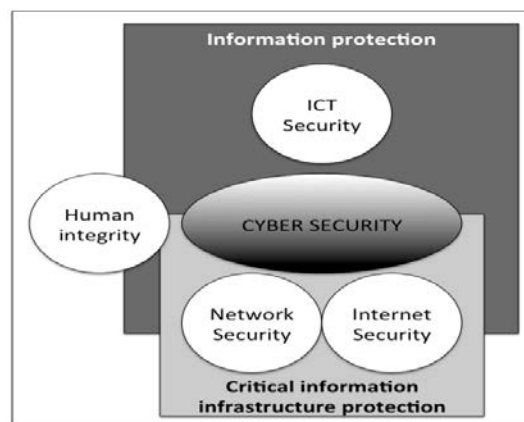 Information protection
ICT
Security
Human
integrity
CYBER SECURITY
Network
Security
Internet
Security
Critical information
infrastructure protection